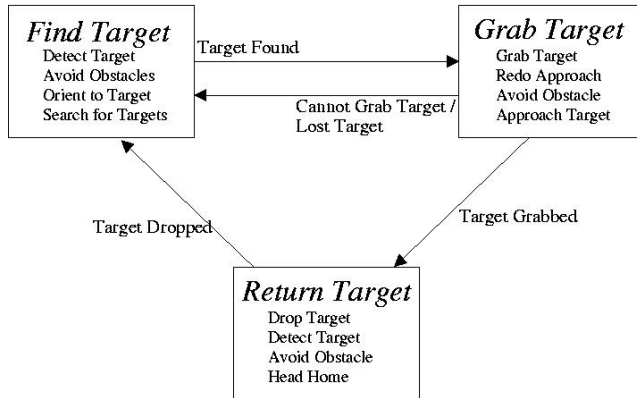 Find Target
Detect Target
Avoid Obstacles
Orient to Target
Search for Targets
Target Found
Cannot Grab Target /
Lost Target
Grab Target
Grab Target
Redo Approach
Avoid Obstacle
Approach Target
Target Dropped
Target Grabbed
Return Target
Drop Target
Detect Target
Avoid Obstacle
Head Home